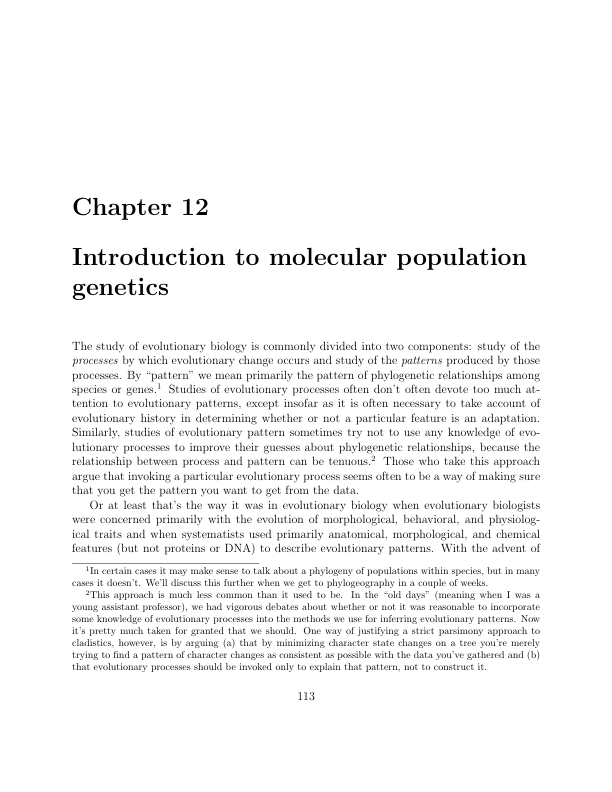 Chapter 12
Introduction to molecular population
genetics
The study of evolutionary biology is commonly divided into two components: study of the
processes by which evolutionary change occurs and study of the patterns produced by those
processes. By “pattern” we mean primarily the pattern of phylogenetic relationships among
species or genes.1 Studies of evolutionary processes often don’t often devote too much at-
tention to evolutionary patterns, except insofar as it is often necessary to take account of
evolutionary history in determining whether or not a particular feature is an adaptation.
Similarly, studies of evolutionary pattern sometimes try not to use any knowledge of evo-
lutionary processes to improve their guesses about phylogenetic relationships, because the
relationship between process and pattern can be tenuous.2 Those who take this approach
argue that invoking a particular evolutionary process seems often to be a way of making sure
that you get the pattern you want to get from the data.
Or at least that’s the way it was in evolutionary biology when evolutionary biologists
were concerned primarily with the evolution of morphological, behavioral, and physiolog-
ical traits and when systematists used primarily anatomical, morphological, and chemical
features (but not proteins or DNA) to describe evolutionary patterns. With the advent of
1In certain cases it may make sense to talk about a phylogeny of populations within species, but in many
cases it doesn’t. We’ll discuss this further when we get to phylogeography in a couple of weeks.
2This approach is much less common than it used to be. In the “old days” (meaning when I was a
young assistant professor), we had vigorous debates about whether or not it was reasonable to incorporate
some knowledge of evolutionary processes into the methods we use for inferring evolutionary patterns. Now
it’s pretty much taken for granted that we should. One way of justifying a strict parsimony approach to
cladistics, however, is by arguing (a) that by minimizing character state changes on a tree you’re merely
trying to find a pattern of character changes as consistent as possible with the data you’ve gathered and (b)
that evolutionary processes should be invoked only to explain that pattern, not to construct it.
113